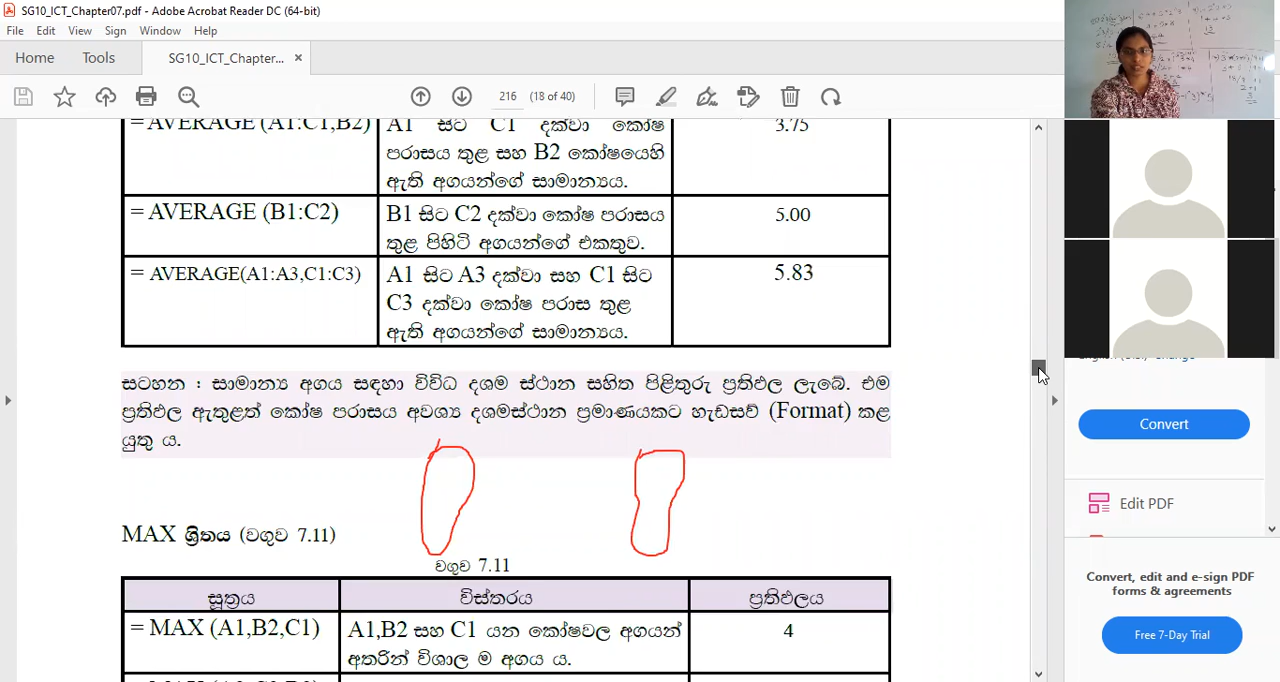 SG10_ICT_Chapter07.pdf - Adobe Acrobat Reader DC (64-bit)
File Edit View Sign Window Help
Home Tools SG10_ICT_Chapter... ×
216 (18 of 40)
= AVERAGE (A1:C1,B2)
A1 සිට C1 දක්වා කෝෂ
පරාසය තුළ සහ B2 කෝෂයෙහි
ඇති අගයන්ගේ සාමාන්‍යය.
3.75
= AVERAGE (B1:C2)
B1 සිට C2 දක්වා කෝෂ පරාසය
තුළ පිහිටි අගයන්ගේ එකතුව.
5.00
= AVERAGE(A1:A3,C1:C3)
A1 සිට A3 දක්වා සහ C1 සිට
C3 දක්වා කෝෂ පරාස තුළ
ඇති අගයන්ගේ සාමාන්‍යය.
5.83
සටහන : සාමාන්‍ය අගය සඳහා විවිධ දශම ස්ථාන සහිත පිළිතුරු ප්‍රතිඵල ලැබේ. එම
ප්‍රතිඵල ඇතුළත් කෝෂ පරාසය අවශ්‍ය දශමස්ථාන ප්‍රමාණයකට හැඩසව් (Format) කළ
යුතු ය.
MAX ශ්‍රිතය (වගුව 7.11)
වගුව 7.11
සූත්‍රය විස්තරය ප්‍රතිඵලය
= MAX (A1,B2,C1)
A1,B2 සහ C1 යන කෝෂවල අගයන්
අතරින් විශාල ම අගය ය.
4
Change
Convert
Edit PDF
Convert, edit and e-sign PDF
forms & agreements
Free 7-Day Trial